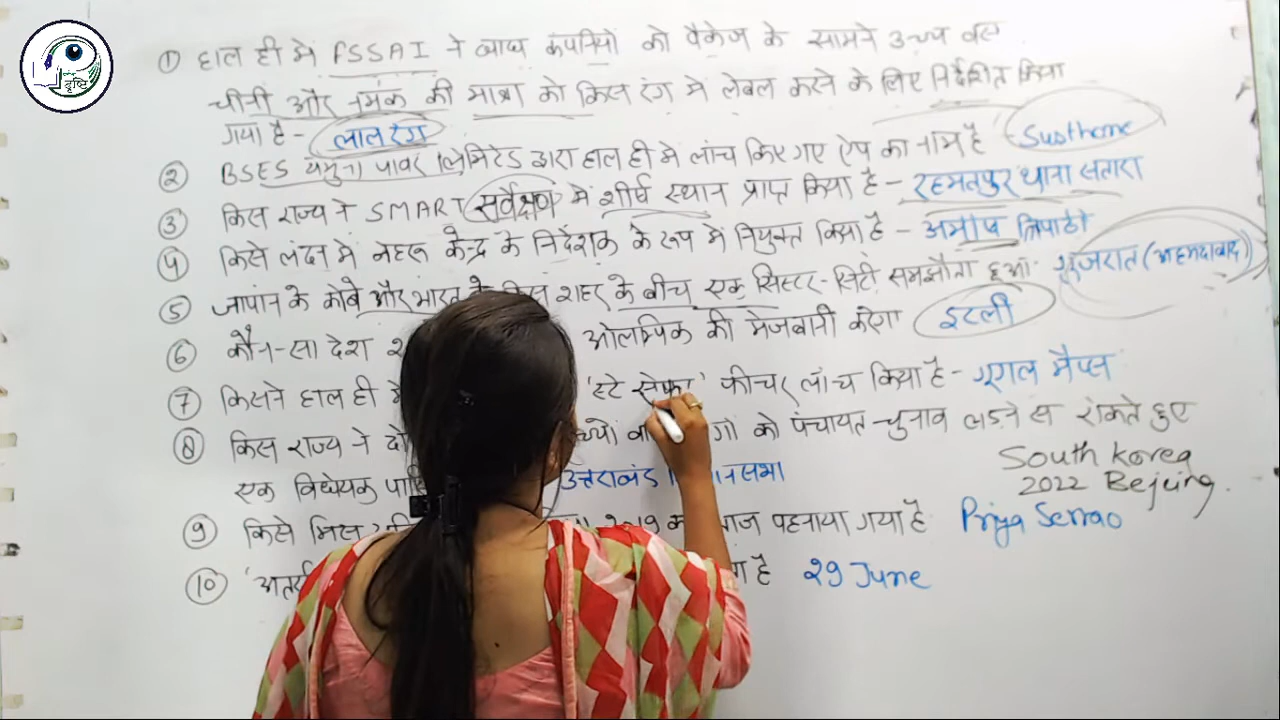 दृष्टि
① हाल ही में FSSAI ने खाद्य कंपनियों को पैकेज के सामने उच्च वसा
चीनी और नमक की मात्रा को किस रंग में लेबल करने के लिए निर्देशित किया
गया है - लाल रंग
② BSES यमुना पावर लिमिटेड द्वारा हाल ही में लांच किए गए ऐप का नाम है
③ किस राज्य ने SMART सर्वेक्षण में शीर्ष स्थान प्राप्त किया है - रहमतपुर थाना सतारा
④ किसे लंदन में नेहरू केन्द्र के निर्देशक के रूप में नियुक्त किया है - अमीष त्रिपाठी
⑤ जापान के कोबे और भारत के किस शहर के बीच एक सिस्टर-सिटी समझौता हुआ - गुजरात (अहमदाबाद)
⑥ कौन-सा देश ओलम्पिक की मेजबानी करेगा इटली
⑦ किसने हाल ही में 'स्टे सेफर' फीचर लॉंच किया है - गूगल मैप्स
⑧ किस राज्य ने दो को पंचायत चुनाव लड़ने से रोकते हुए
एक विधेयक उत्तराखंड South Korea
2022 Bejing.
⑨ किसे मिस 2019 पहनाया गया है Priya Serrao
⑩ है 29 June